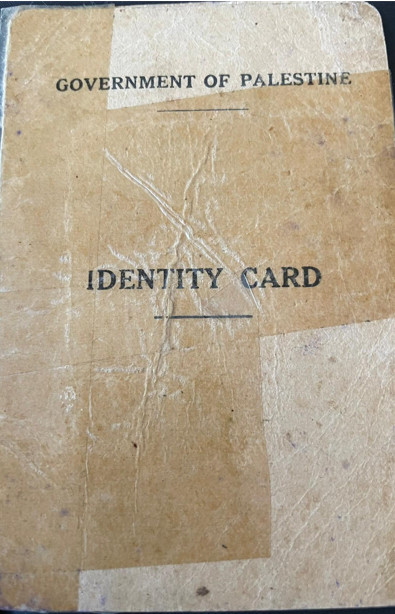 GOVERNMENT OF PALESTINE
IDENTITY CARD